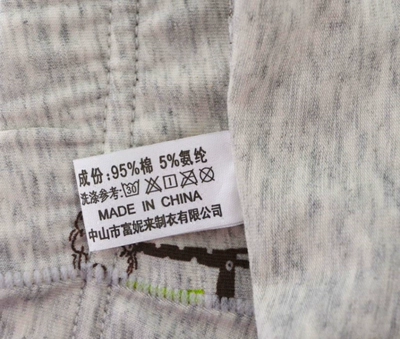 成份:95%棉 5%氨纶
洗涤参考: 30
MADE IN CHINA
中山市富妮来制衣有限公司